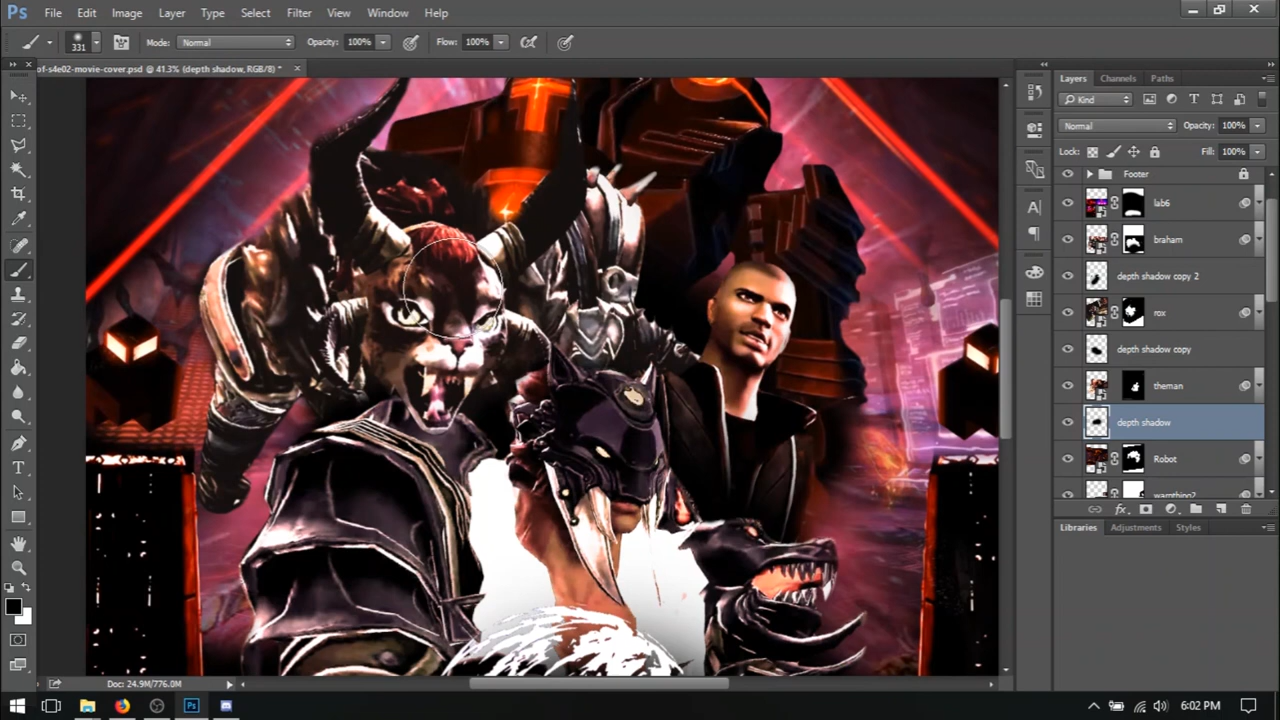 Ps File Edit Image Layer Type Select Filter View Window Help
331 Mode: Normal Opacity: 100% Flow: 100%
of-s4e02-movie-cover.psd @ 41.3% (depth shadow, RGB/8) * ×
Layers Channels Paths
Kind
Normal Opacity: 100%
Lock: Fill: 100%
Footer
lab6
braham
depth shadow copy 2
rox
depth shadow copy
theman
depth shadow
Robot
warpthing2
Libraries Adjustments Styles
Doc: 24.9M/776.0M
6:02 PM